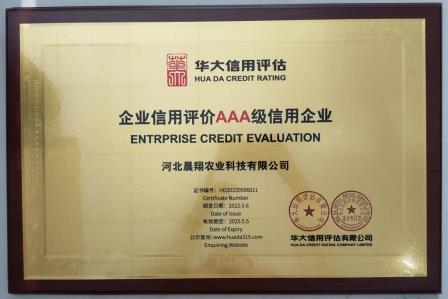 华大信用评估
HUA DA CREDIT RATING
企业信用评价AAA级信用企业
ENTRPRISE CREDIT EVALUATION
河北晨翔农业科技有限公司
证书编号：HD20220506011
Certificate Number
颁发日期：2022.5.6
Date of issue
有效期至：2025.5.5
Date of Expiry
公示查询：www.huada315.com
Enquiring Website
华大信用评估有限公司
HUA DA CREDIT RATING COMPANY LIMITED